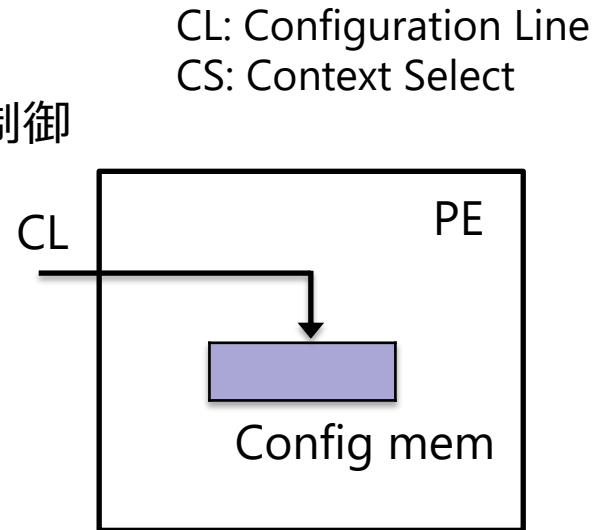 CL: Configuration Line
CS: Context Select
制御
CL
PE
Config mem